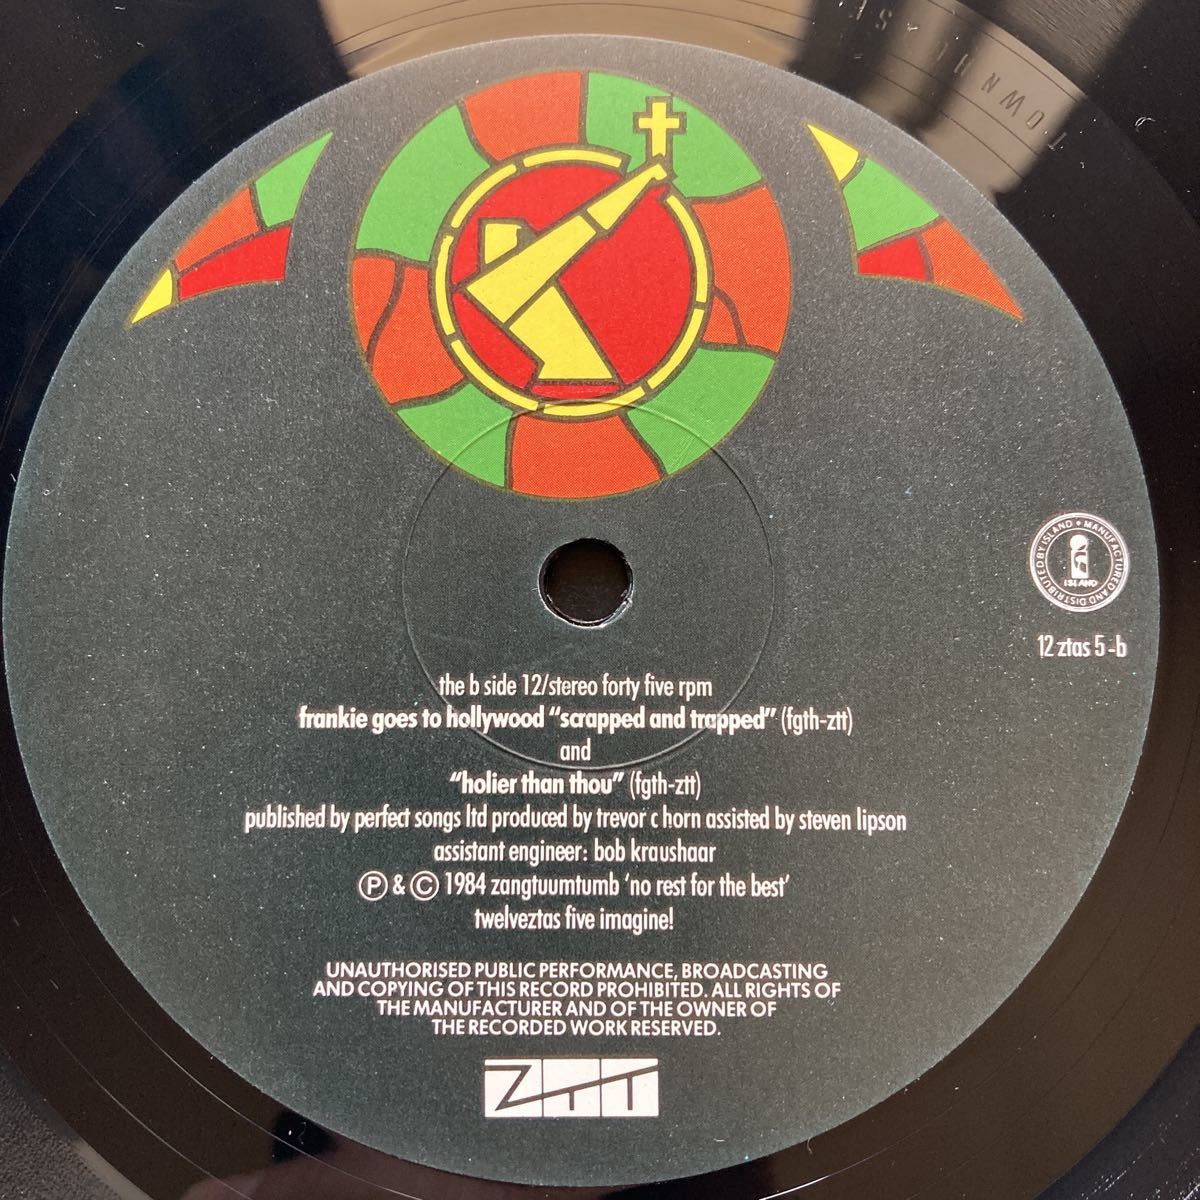 TOWN HOUSE
MANUFACTURED AND DISTRIBUTED BY ISLAND
ISLAND
12 ztas 5-b
the b side 12/stereo forty five rpm
frankie goes to hollywood "scrapped and trapped" (fgth-ztt)
and
"holier than thou" (fgth-ztt)
published by perfect songs ltd produced by trevor c horn assisted by steven lipson
assistant engineer: bob kraushaar
Ⓟ & © 1984 zangtuumtumb 'no rest for the best'
twelveztas five imagine!
UNAUTHORISED PUBLIC PERFORMANCE, BROADCASTING
AND COPYING OF THIS RECORD PROHIBITED. ALL RIGHTS OF
THE MANUFACTURER AND OF THE OWNER OF
THE RECORDED WORK RESERVED.
ZTT